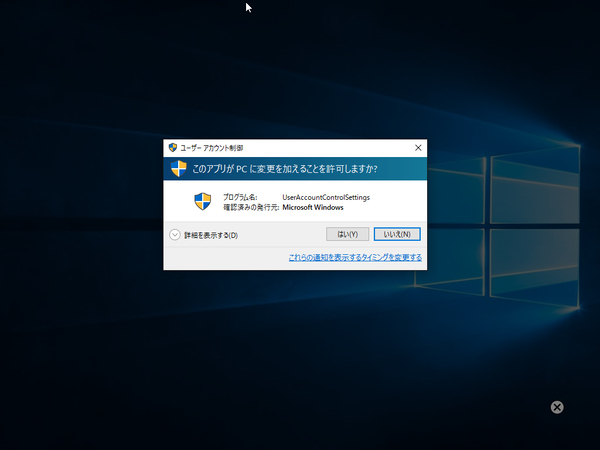 ユーザー アカウント制御
このアプリが PC に変更を加えることを許可しますか?
プログラム名: UserAccountControlSettings
確認済みの発行元: Microsoft Windows
詳細を表示する(D)
はい(Y)
いいえ(N)
これらの通知を表示するタイミングを変更する